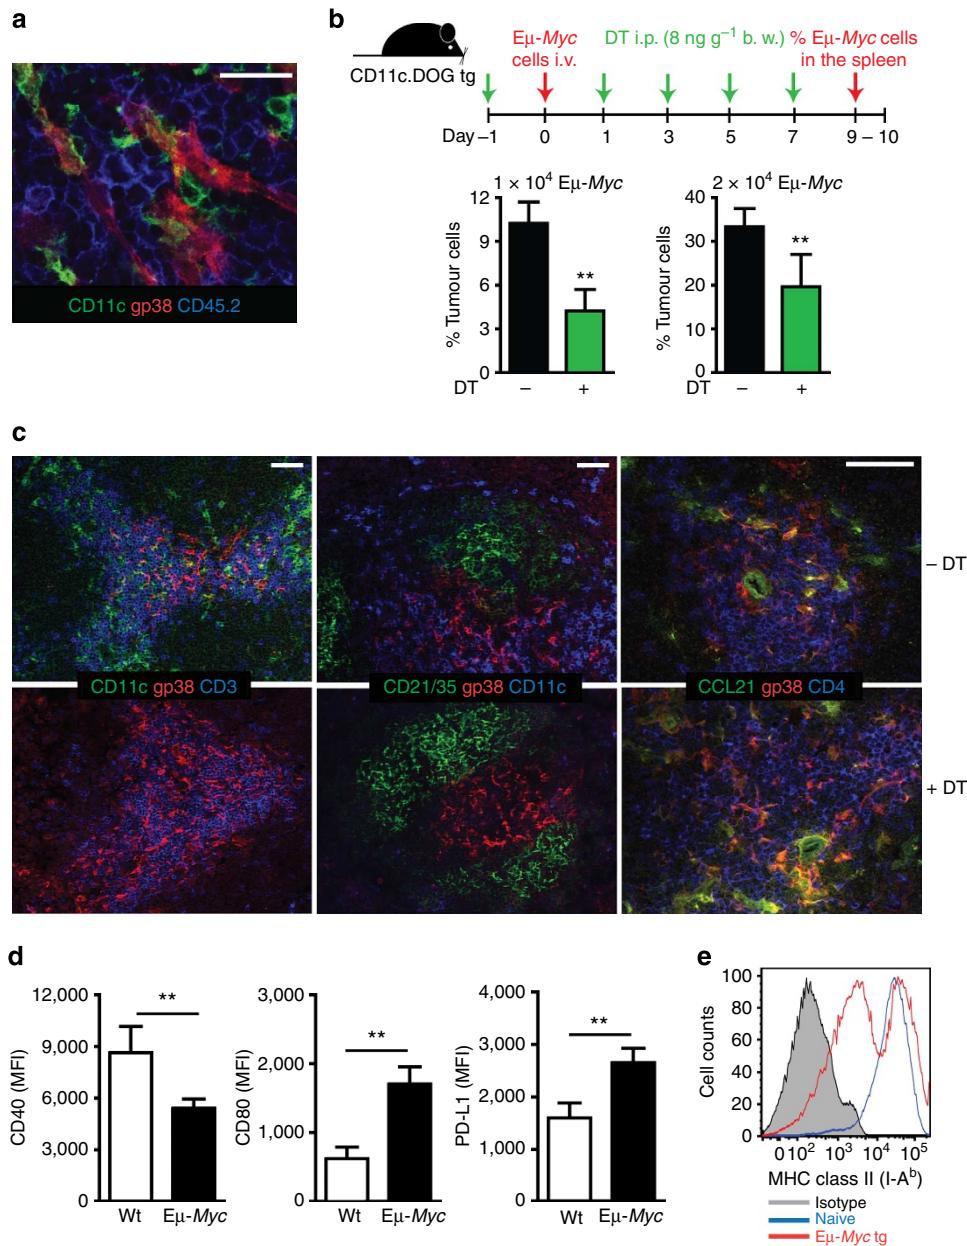 a
CD11c gp38 CD45.2
b
CD11c.DOG tg
Eμ-Myc
cells i.v.
DT i.p. (8 ng g⁻¹ b. w.)
% Eμ-Myc cells
in the spleen
Day –1 0 1 3 5 7 9 – 10
1 × 10⁴ Eμ-Myc
% Tumour cells
12
9
6
3
0
**
DT – +
2 × 10⁴ Eμ-Myc
% Tumour cells
40
30
20
10
0
**
DT – +
c
– DT
CD11c gp38 CD3
CD21/35 gp38 CD11c
CCL21 gp38 CD4
+ DT
d
CD40 (MFI)
12,000
9,000
6,000
3,000
0
**
Wt Eμ-Myc
CD80 (MFI)
3,000
2,000
1,000
0
**
Wt Eμ-Myc
PD-L1 (MFI)
4,000
3,000
2,000
1,000
0
**
Wt Eμ-Myc
e
Cell counts
100
80
60
40
20
0
0 10² 10³ 10⁴ 10⁵
MHC class II (I-Aᵇ)
Isotype
Naive
Eμ-Myc tg